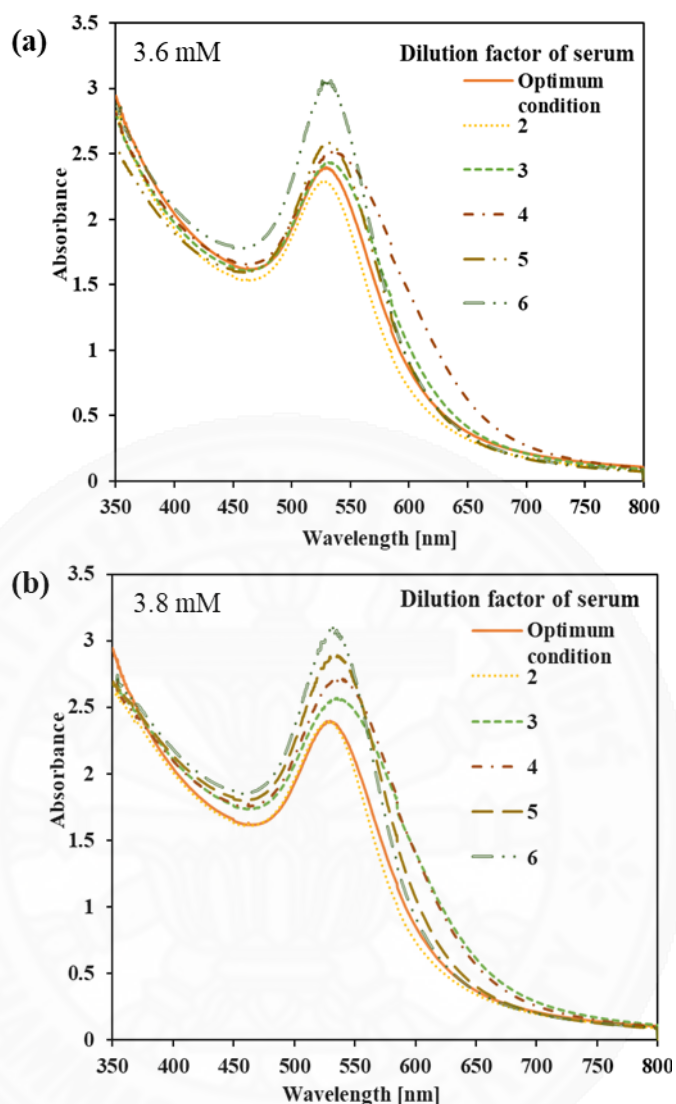 (a)
3.6 mM
Dilution factor of serum
Optimum
condition
2
3
4
5
6
3.5
3
2.5
2
1.5
1
0.5
0
Absorbance
350 400 450 500 550 600 650 700 750 800
Wavelength [nm]
(b)
3.8 mM
Dilution factor of serum
Optimum
condition
2
3
4
5
6
3.5
3
2.5
2
1.5
1
0.5
0
Absorbance
350 400 450 500 550 600 650 700 750 800
Wavelength [nm]